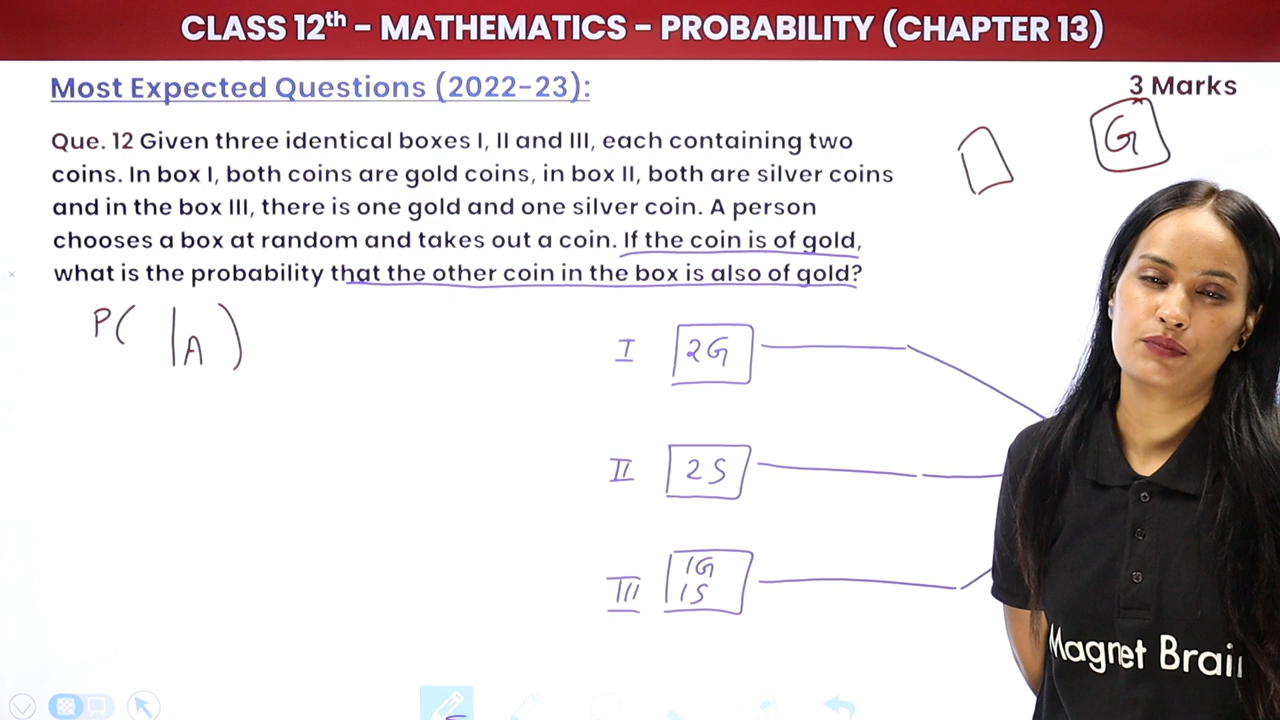 CLASS 12th – MATHEMATICS – PROBABILITY (CHAPTER 13)
Most Expected Questions (2022-23):
3 Marks
Que. 12 Given three identical boxes I, II and III, each containing two
coins. In box I, both coins are gold coins, in box II, both are silver coins
and in the box III, there is one gold and one silver coin. A person
chooses a box at random and takes out a coin. If the coin is of gold,
what is the probability that the other coin in the box is also of gold?
G
P( |A )
I 2G
II 2S
III 1G
1S
Magnet Brai